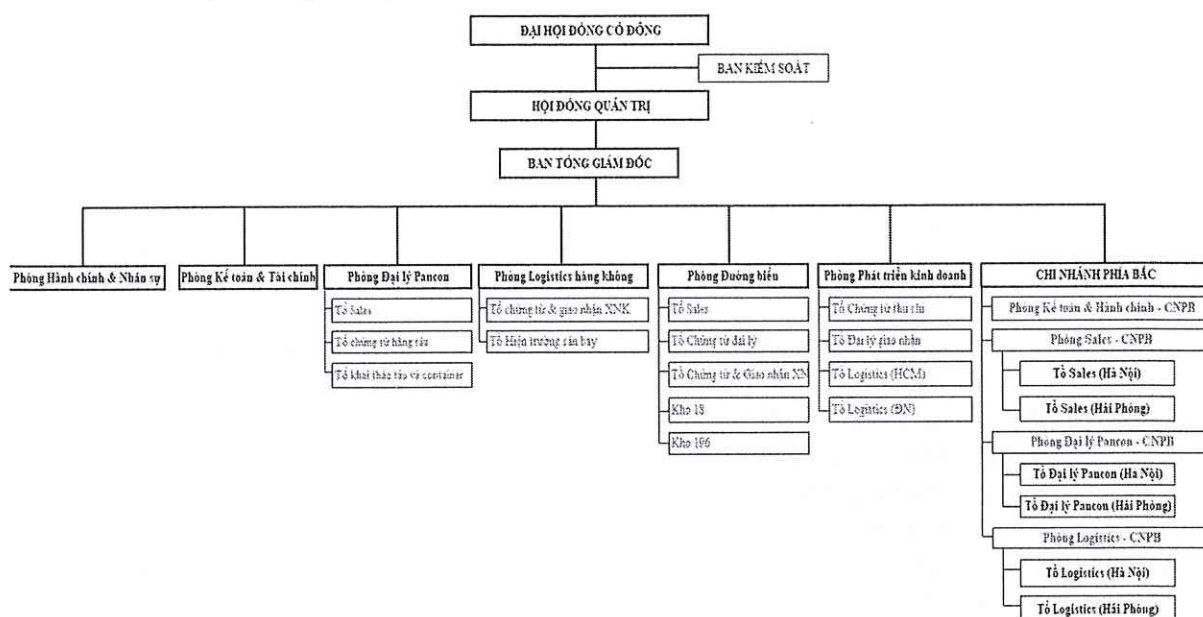 ĐẠI HỘI ĐỒNG CỔ ĐÔNG
BAN KIỂM SOÁT
HỘI ĐỒNG QUẢN TRỊ
BAN TỔNG GIÁM ĐỐC
Phòng Hành chính & Nhân sự
Phòng Kế toán & Tài chính
Phòng Đại lý Pancon
Tổ Sales
Tổ chứng từ hãng tàu
Tổ khai thác tàu và container
Phòng Logistics hàng không
Tổ chứng từ & giao nhận XNK
Tổ Hiện trường sân bay
Phòng Đường biển
Tổ Sales
Tổ Chứng từ đại lý
Tổ Chứng từ & Giao nhận XN
Kho 18
Kho 196
Phòng Phát triển kinh doanh
Tổ Chứng từ thu chi
Tổ Đại lý giao nhận
Tổ Logistics (HCM)
Tổ Logistics (ĐN)
CHI NHÁNH PHÍA BẮC
Phòng Kế toán & Hành chính - CNPB
Phòng Sales - CNPB
Tổ Sales (Hà Nội)
Tổ Sales (Hải Phòng)
Phòng Đại lý Pancon - CNPB
Tổ Đại lý Pancon (Hà Nội)
Tổ Đại lý Pancon (Hải Phòng)
Phòng Logistics - CNPB
Tổ Logistics (Hà Nội)
Tổ Logistics (Hải Phòng)